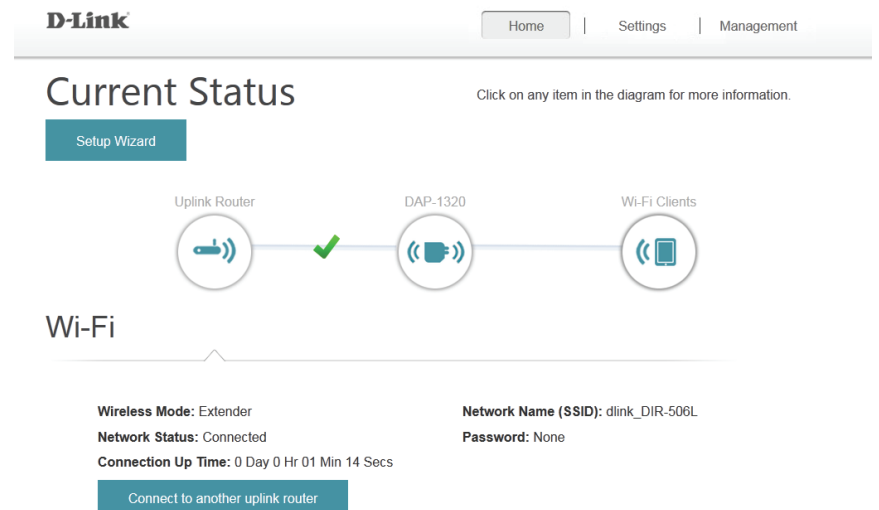 D-Link
Home | Settings | Management
Current Status
Click on any item in the diagram for more information.
Setup Wizard
Uplink Router
DAP-1320
Wi-Fi Clients
Wi-Fi
Wireless Mode: Extender
Network Name (SSID): dlink_DIR-506L
Network Status: Connected
Password: None
Connection Up Time: 0 Day 0 Hr 01 Min 14 Secs
Connect to another uplink router